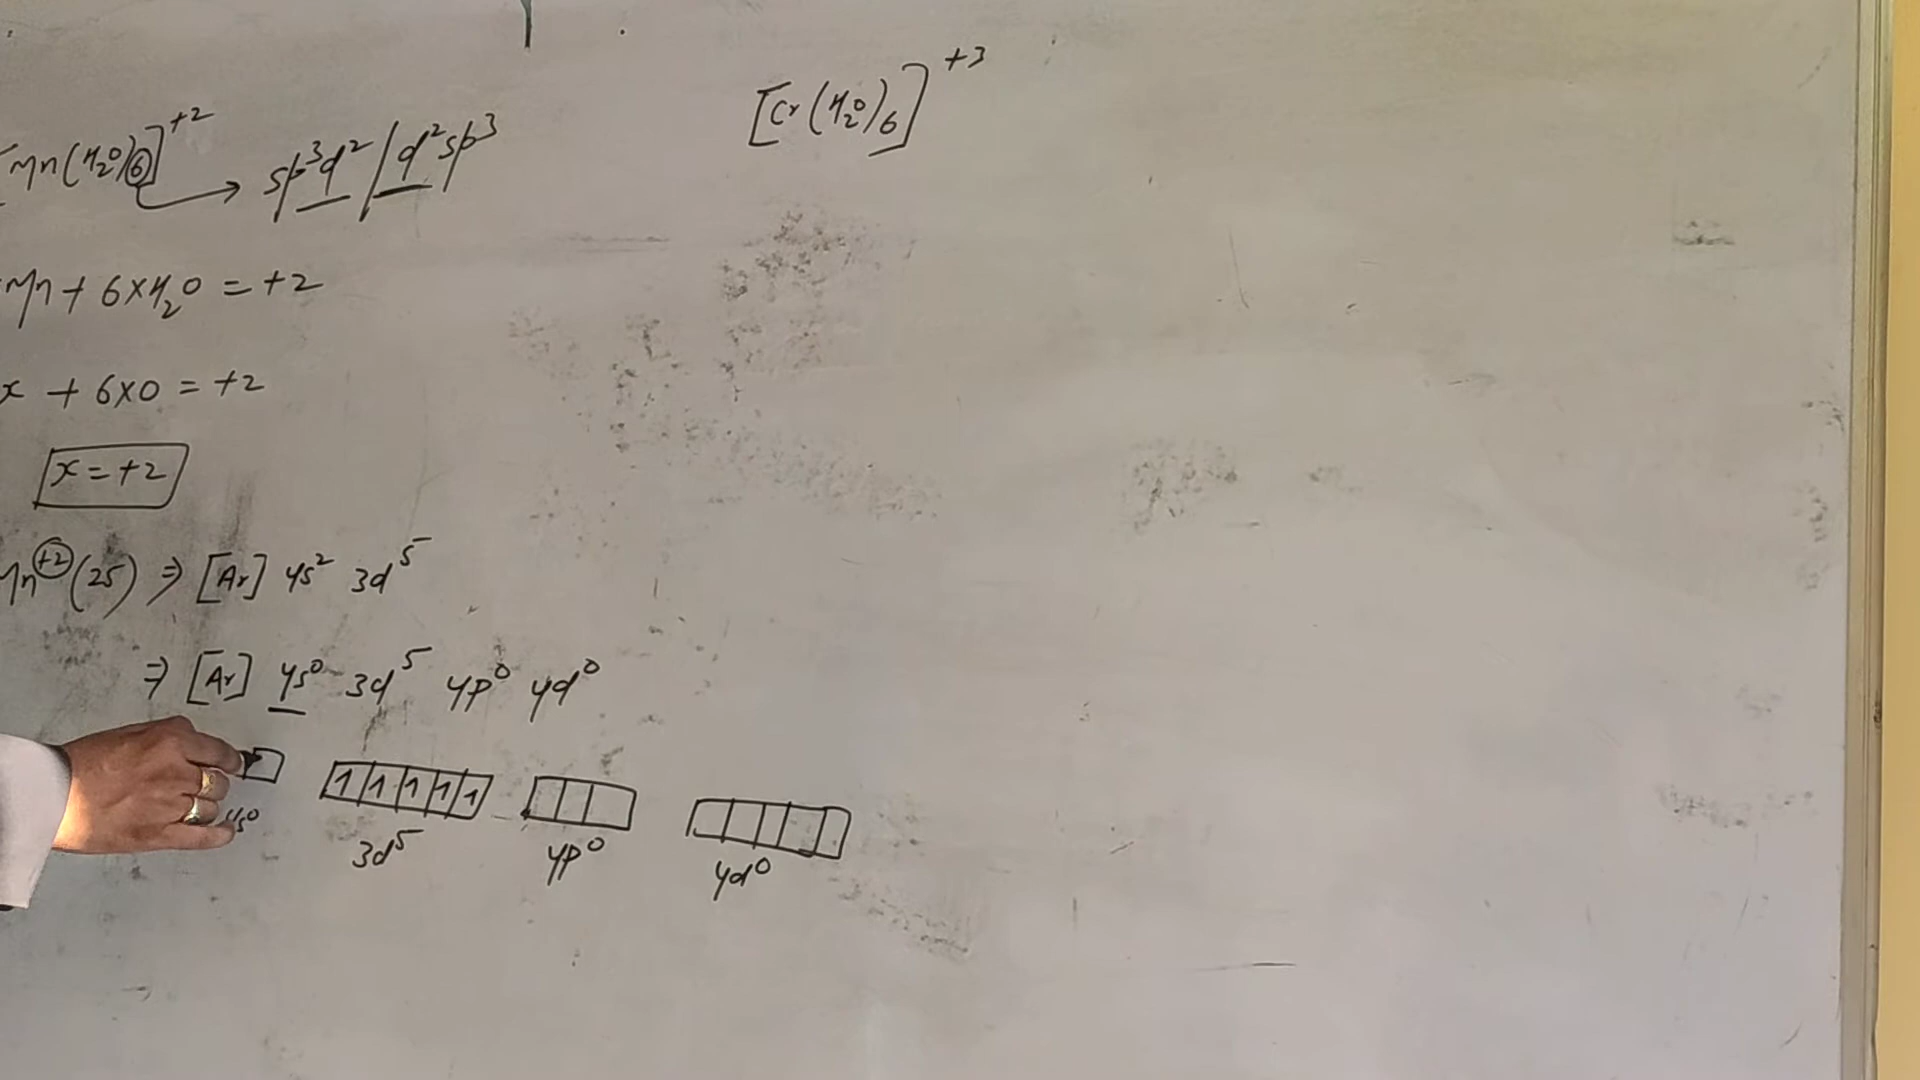 [Mn(H₂O)6]+2 → sp³d² / d²sp³
Mn + 6×H₂O = +2
x + 6×0 = +2
x = +2
Mn+2 (25) ⇒ [Ar] 4s² 3d⁵
⇒ [Ar] 4s⁰ 3d⁵ 4p⁰ 4d⁰
1 1 1 1 1
4s⁰ 3d⁵ 4p⁰ 4d⁰
[Cr(H₂O)6]+3